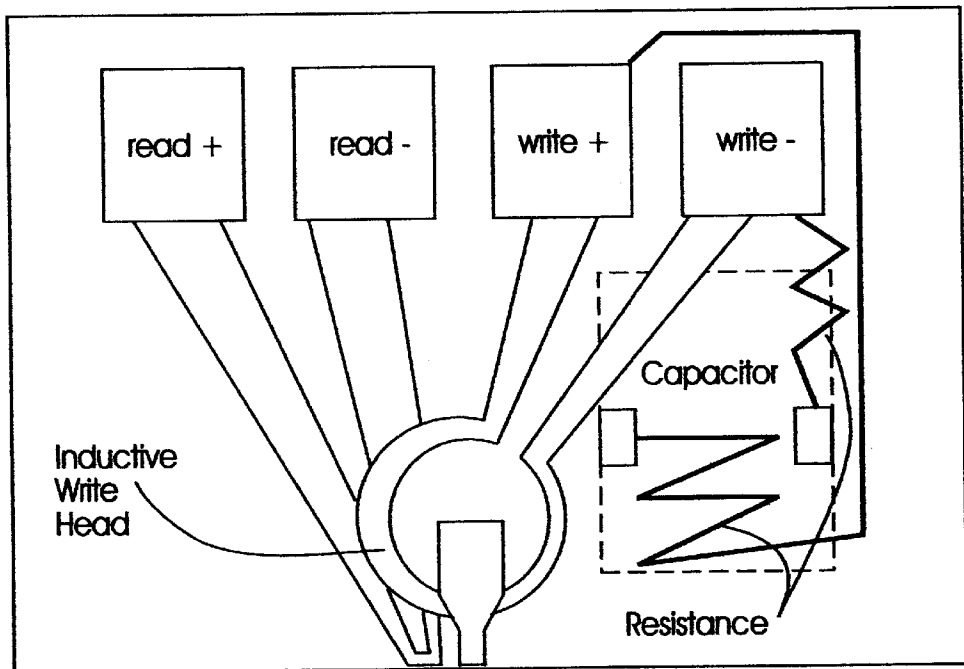 read +
read -
write +
write -
Capacitor
Inductive
Write
Head
Resistance